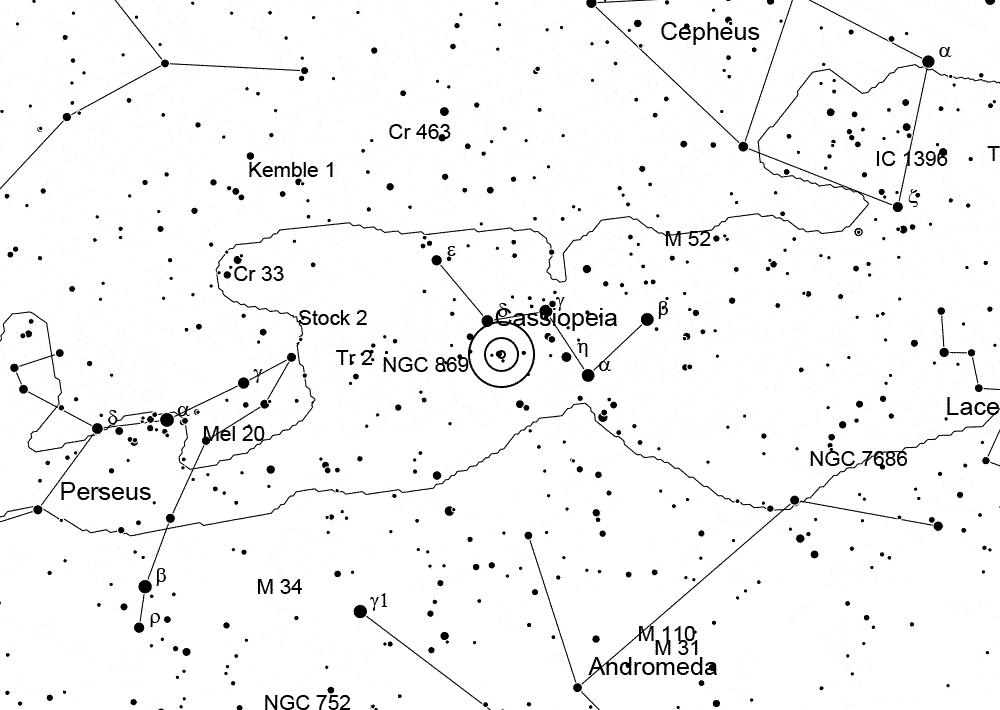 Cepheus
α
Cr 463
IC 1396
T
Kemble 1
ζ
M 52
ε
Cr 33
γ
β
δ
Cassiopeia
Stock 2
η
Tr 2
NGC 869
α
γ
Lace
δ
α
Mel 20
NGC 7686
Perseus
β
M 34
γ1
ρ
M 110
M 31
Andromeda
NGC 752